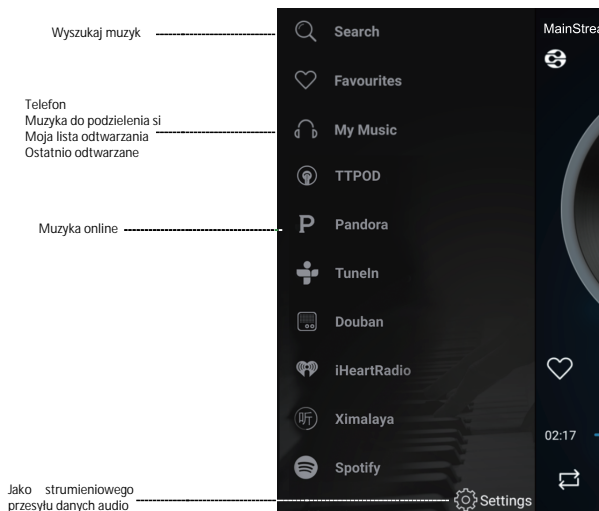 Wyszukaj muzyk
Search
MainStrea
Favourites
Telefon
Muzyka do podzielenia si
Moja lista odtwarzania
Ostatnio odtwarzane
My Music
TTPOD
Muzyka online
P
Pandora
TuneIn
Douban
iHeartRadio
听
Ximalaya
02:17
Spotify
Jako strumieniowego
przesyłu danych audio
Settings